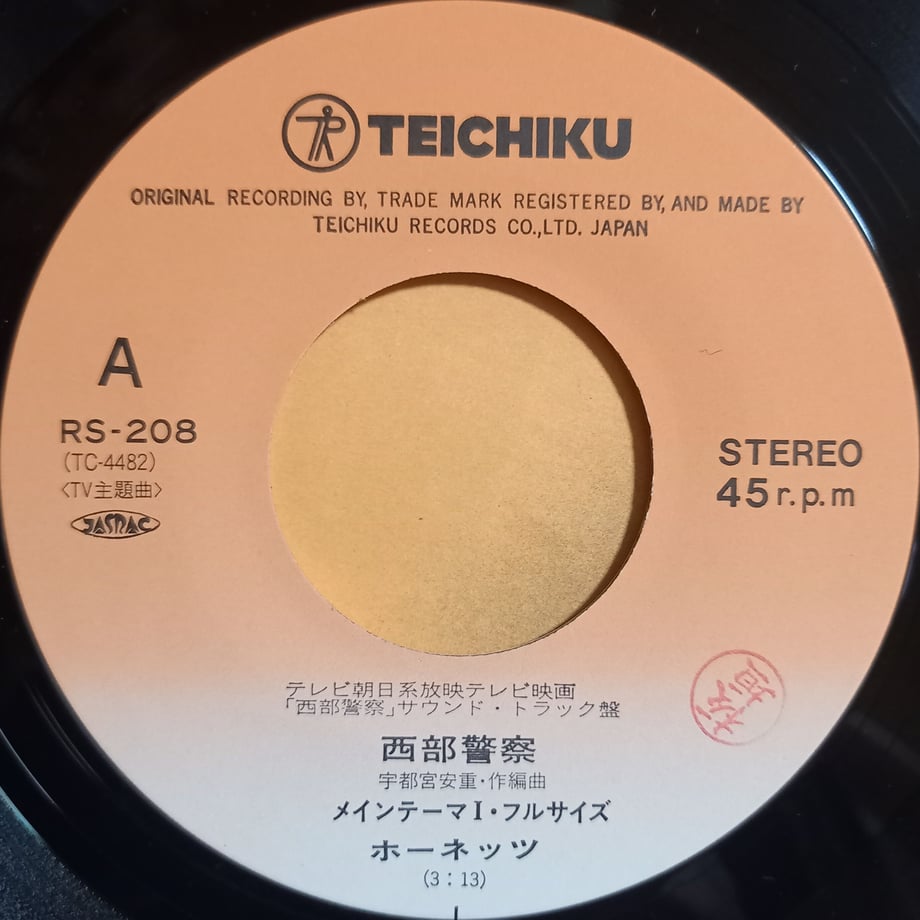 TEICHIKU
ORIGINAL RECORDING BY, TRADE MARK REGISTERED BY, AND MADE BY
TEICHIKU RECORDS CO.,LTD. JAPAN
A
RS-208
(TC-4482)
〈TV主題曲〉
JASRAC
STEREO
45 r.p.m
テレビ朝日系放映テレビ映画
「西部警察」サウンド・トラック盤
西部警察
宇都宮安重・作編曲
メインテーマI・フルサイズ
ホーネッツ
(3:13)